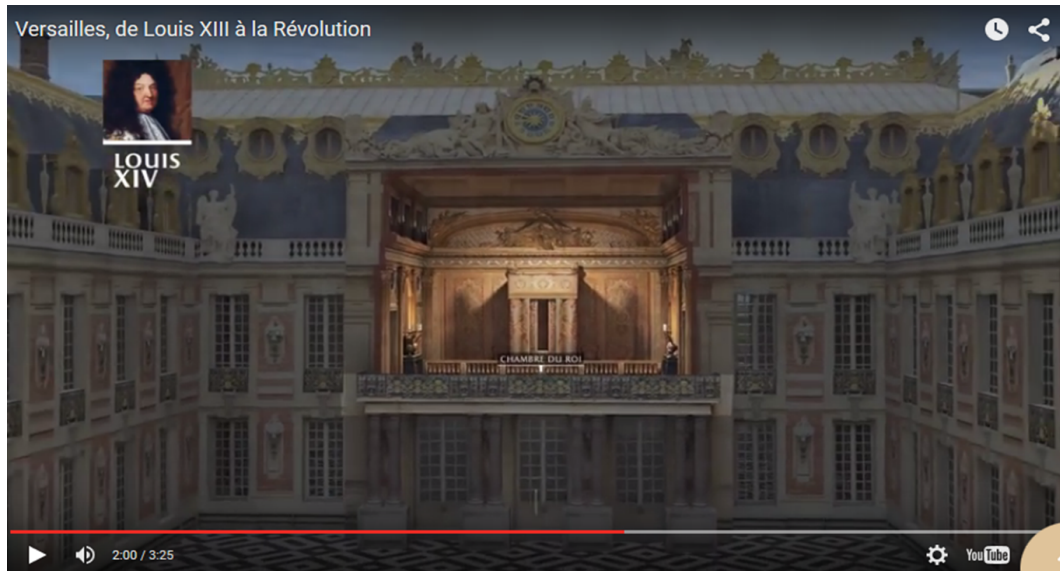 Versailles, de Louis XIII à la Révolution
LOUIS
XIV
CHAMBRE DU ROI
2:00 / 3:25
YouTube